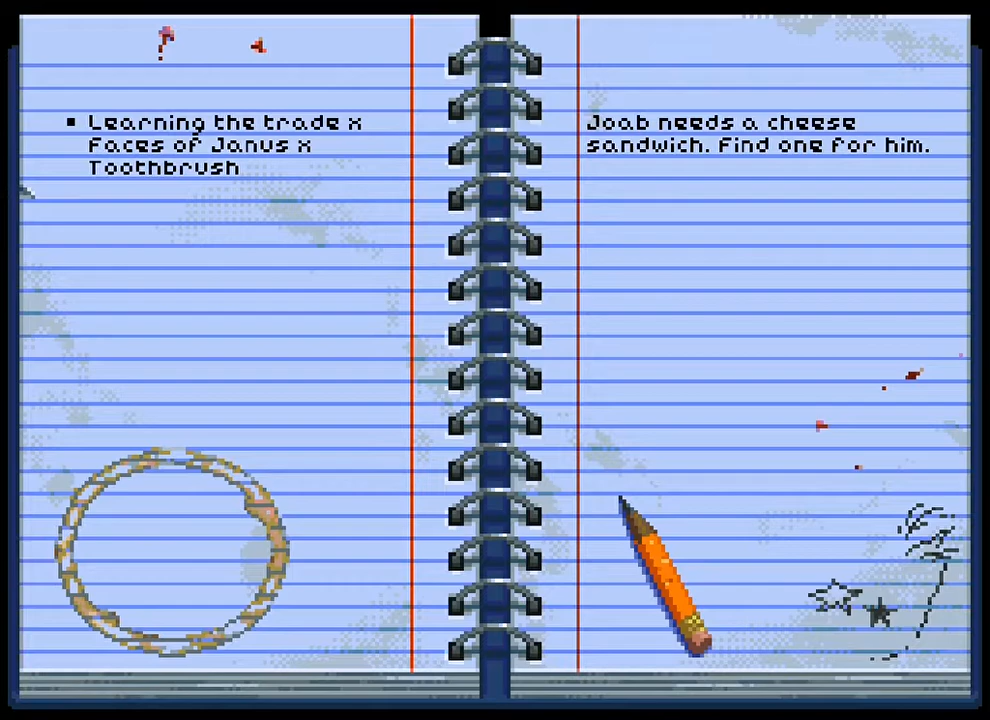 ▪ Learning the trade x
Faces of Janus x
Toothbrush
Joab needs a cheese
sandwich. Find one for him.